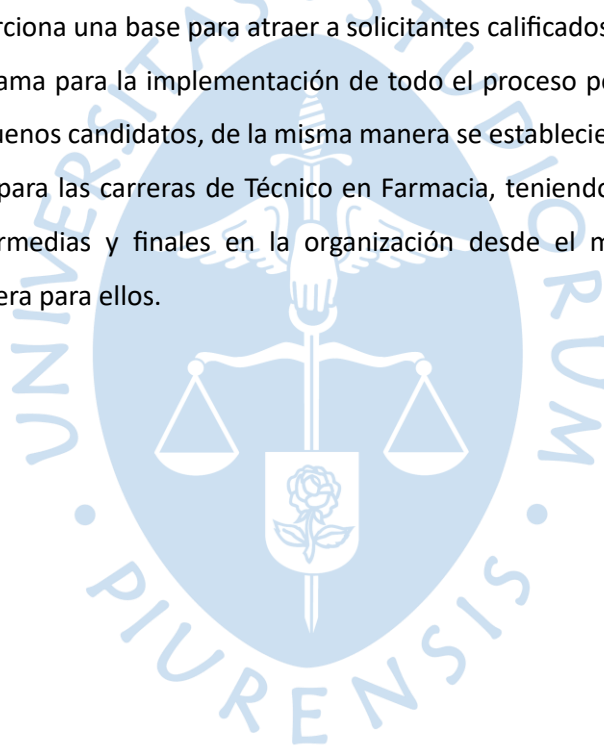 rciona una base para atraer a solicitantes calificados
ama para la implementación de todo el proceso p
uenos candidatos, de la misma manera se establecie
para las carreras de Técnico en Farmacia, teniendo
rmedias y finales en la organización desde el m
era para ellos.
UNIVERSITAS STUDIORUM
PIURENSIS